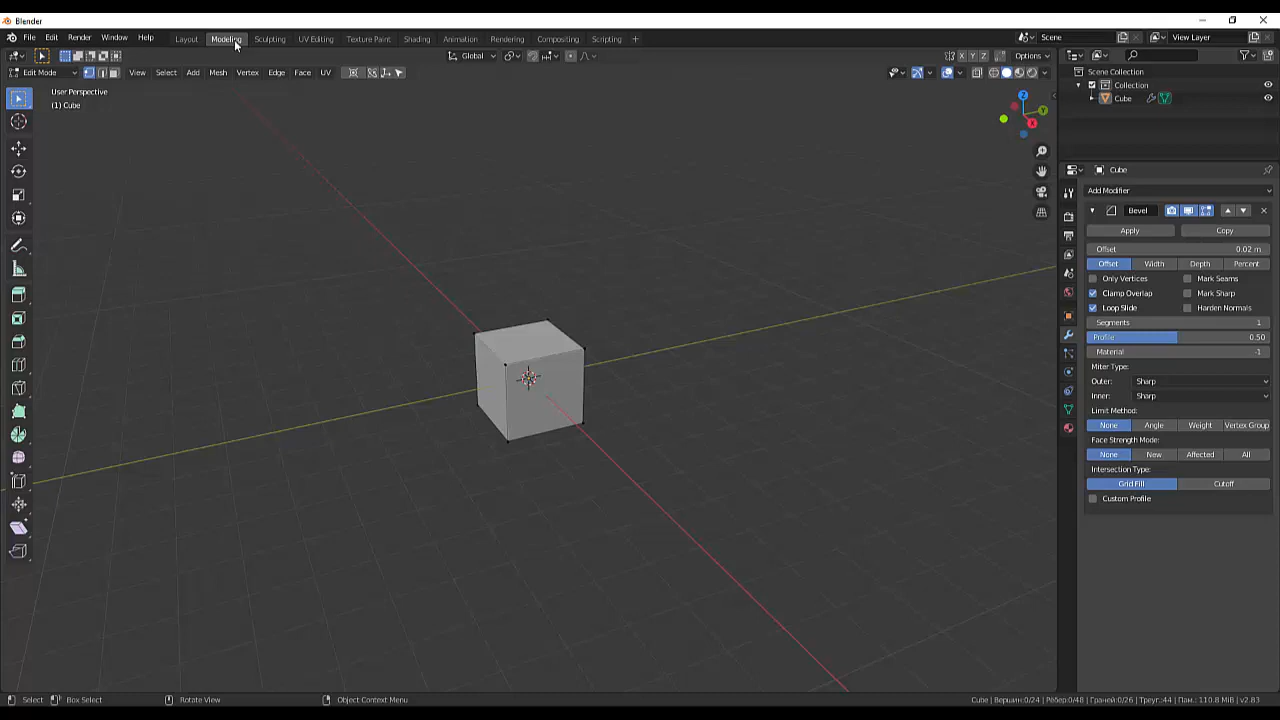 Blender
File Edit Render Window Help Layout Modeling Sculpting UV Editing Texture Paint Shading Animation Rendering Compositing Scripting + Scene View Layer
Global X Y Z Options
Edit Mode View Select Add Mesh Vertex Edge Face UV
Scene Collection
Collection
Cube
User Perspective
(1) Cube
Z
Y
X
Cube
Add Modifier
Bevel
Apply Copy
Offset 0.02 m
Offset Width Depth Percent
Only Vertices Mark Seams
Clamp Overlap Mark Sharp
Loop Slide Harden Normals
Segments 1
Profile 0.50
Material -1
Miter Type:
Outer: Sharp
Inner: Sharp
Limit Method:
None Angle Weight Vertex Group
Face Strength Mode:
None New Affected All
Intersection Type:
Grid Fill Cutoff
Custom Profile
Select Box Select Rotate View Object Context Menu Cube | Вершин:0/24 | Рёбер:0/48 | Граней:0/26 | Треуг.:44 | Пам.: 110.8 MiB | v2.83